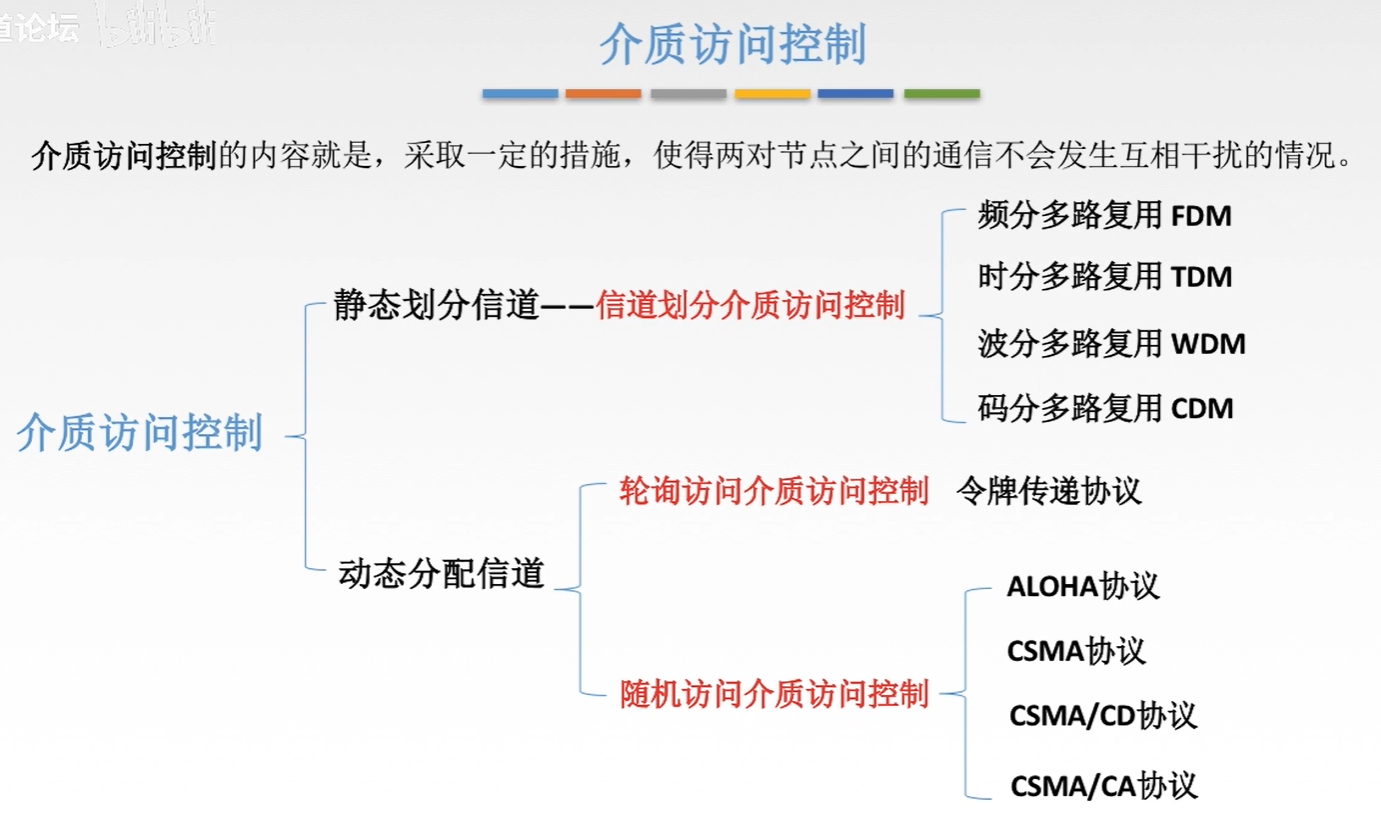 道论坛 bilibili
介质访问控制
介质访问控制的内容就是，采取一定的措施，使得两对节点之间的通信不会发生互相干扰的情况。
介质访问控制
静态划分信道——信道划分介质访问控制
频分多路复用 FDM
时分多路复用 TDM
波分多路复用 WDM
码分多路复用 CDM
动态分配信道
轮询访问介质访问控制 令牌传递协议
随机访问介质访问控制
ALOHA协议
CSMA协议
CSMA/CD协议
CSMA/CA协议